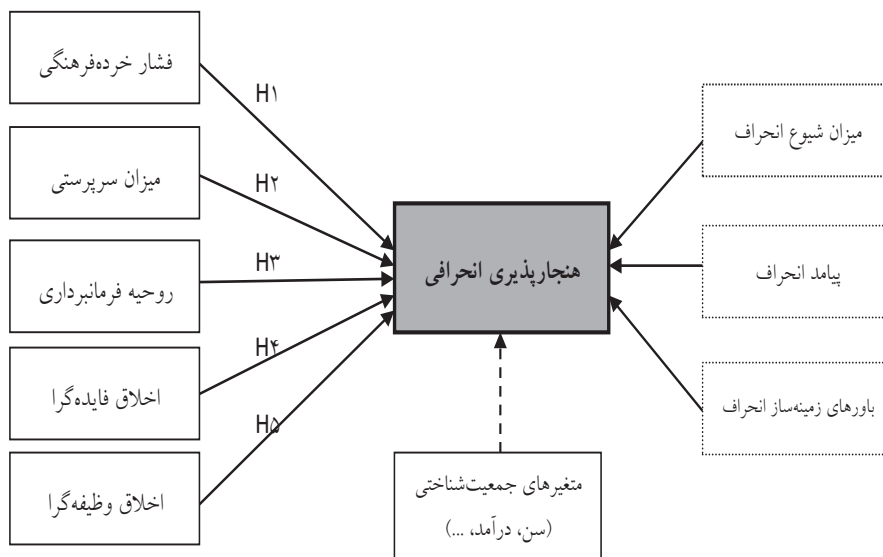 فشار خرده‌فرهنگی
H۱
میزان شیوع انحراف
میزان سرپرستی
H۲
روحیه فرمانبرداری
H۳
هنجارپذیری انحرافی
پیامد انحراف
اخلاق فایده‌گرا
H۴
باورهای زمینه‌ساز انحراف
اخلاق وظیفه‌گرا
H۵
متغیرهای جمعیت‌شناختی
(سن، درآمد، ...)